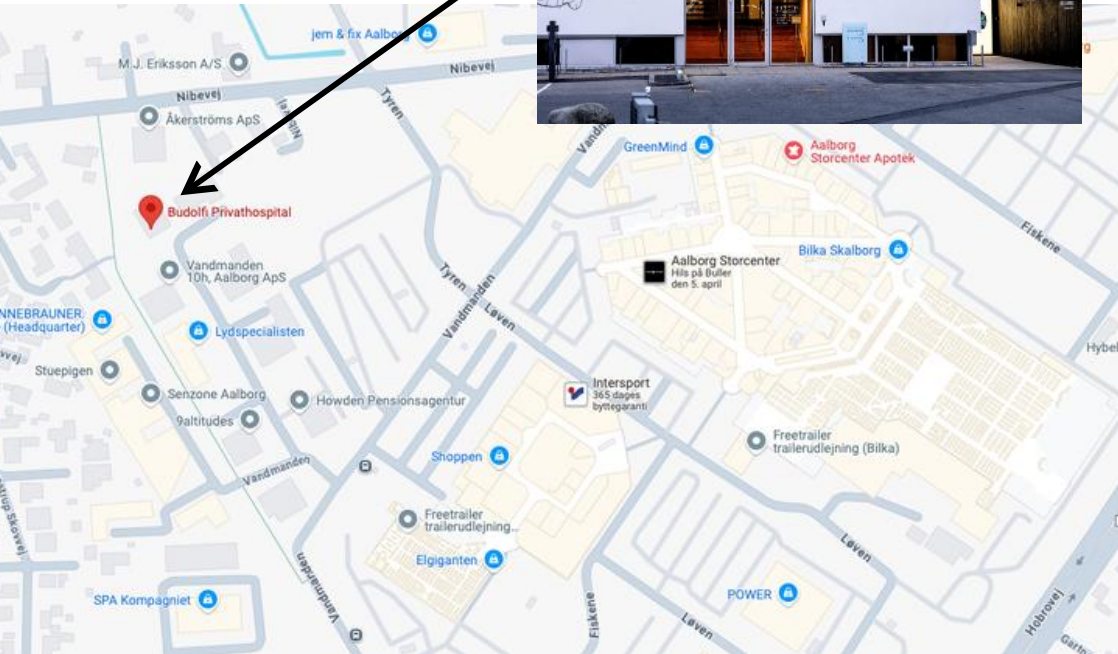 jem & fix Aalborg
M.J. Eriksson A/S
Nibevej
Nibevej
Åkerströms ApS
Tyren
GreenMind
Aalborg
Storcenter Apotek
Budolfi Privathospital
Fiskene
Bilka Skalborg
Vandmanden
10h, Aalborg ApS
Aalborg Storcenter
Hils på Buller
den 5. april
Tyren
Vandmanden
Løven
NNEBRAUNER.
(Headquarter)
Lydspecialisten
Stuepigen
Intersport
365 dages
byttegaranti
Senzone Aalborg
Howden Pensionsagentur
9altitudes
Freetrailer
trailerudlejning (Bilka)
Shoppen
Vandmanden
Freetrailer
trailerudlejning...
Elgiganten
Løven
SPA Kompagniet
Vandmanden
POWER
Fiskene
Løven
Hobrovej